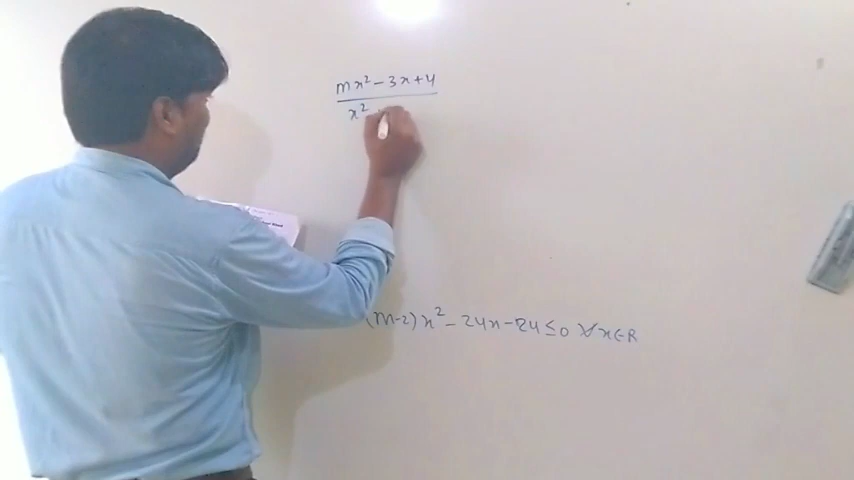 mx² - 3x + 4
x²
(m-2)x² - 24x - 24 ≤ 0 ∀ x ∈ R